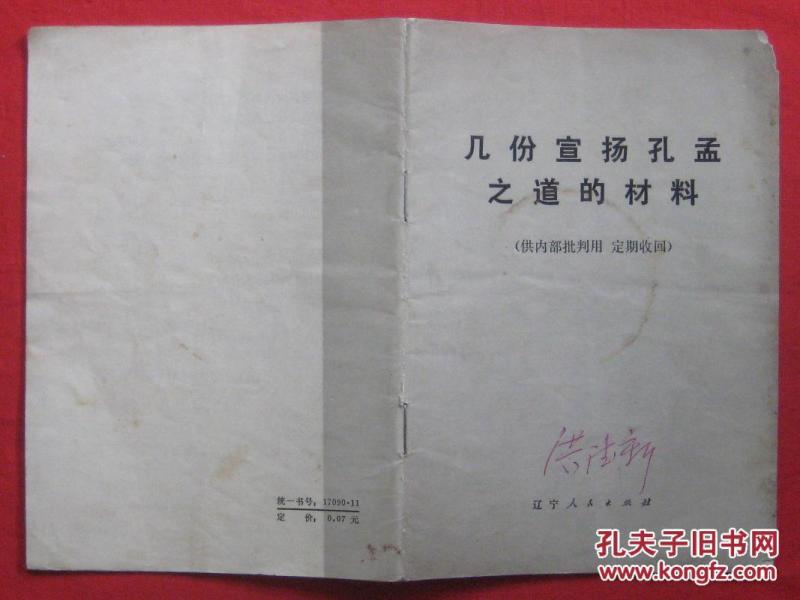 几份宣扬孔孟
之道的材料
(供内部批判用 定期收回)
辽宁人民出版社
统一书号：17090·11
定 价：0.07元
孔夫子旧书网
www.kongfz.com